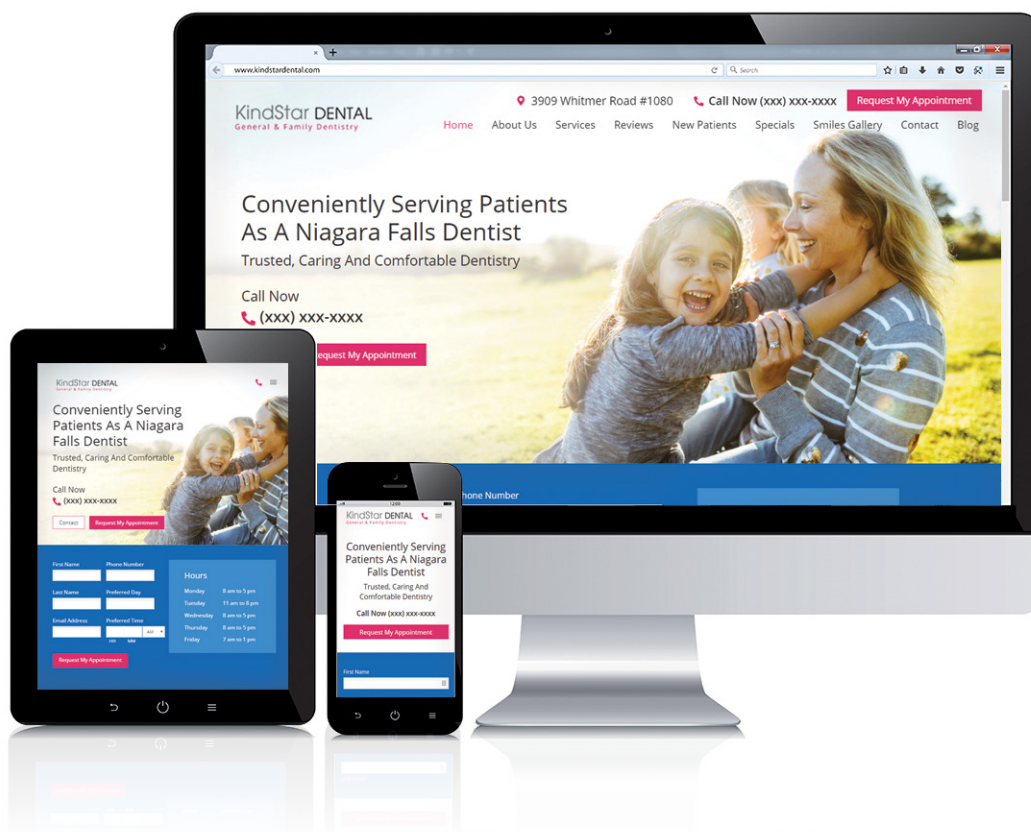 www.kindstardental.com
Search
KindStar DENTAL
General & Family Dentistry
3909 Whitmer Road #1080
Call Now (xxx) xxx-xxxx
Request My Appointment
Home About Us Services Reviews New Patients Specials Smiles Gallery Contact Blog
Conveniently Serving Patients
As A Niagara Falls Dentist
Trusted, Caring And Comfortable Dentistry
Call Now
(xxx) xxx-xxxx
Request My Appointment
Phone Number
KindStar DENTAL
General & Family Dentistry
Conveniently Serving
Patients As A Niagara
Falls Dentist
Trusted, Caring And Comfortable
Dentistry
Call Now
(xxx) xxx-xxxx
Contact Request My Appointment
First Name Phone Number
Last Name Preferred Day
Email Address Preferred Time
AM
Request My Appointment
Hours
Monday 8 am to 5 pm
Tuesday 11 am to 8 pm
Wednesday 8 am to 5 pm
Thursday 8 am to 5 pm
Friday 7 am to 1 pm
12:00
KindStar DENTAL
General & Family Dentistry
Conveniently Serving
Patients As A Niagara
Falls Dentist
Trusted, Caring And
Comfortable Dentistry
Call Now (xxx) xxx-xxxx
Request My Appointment
First Name